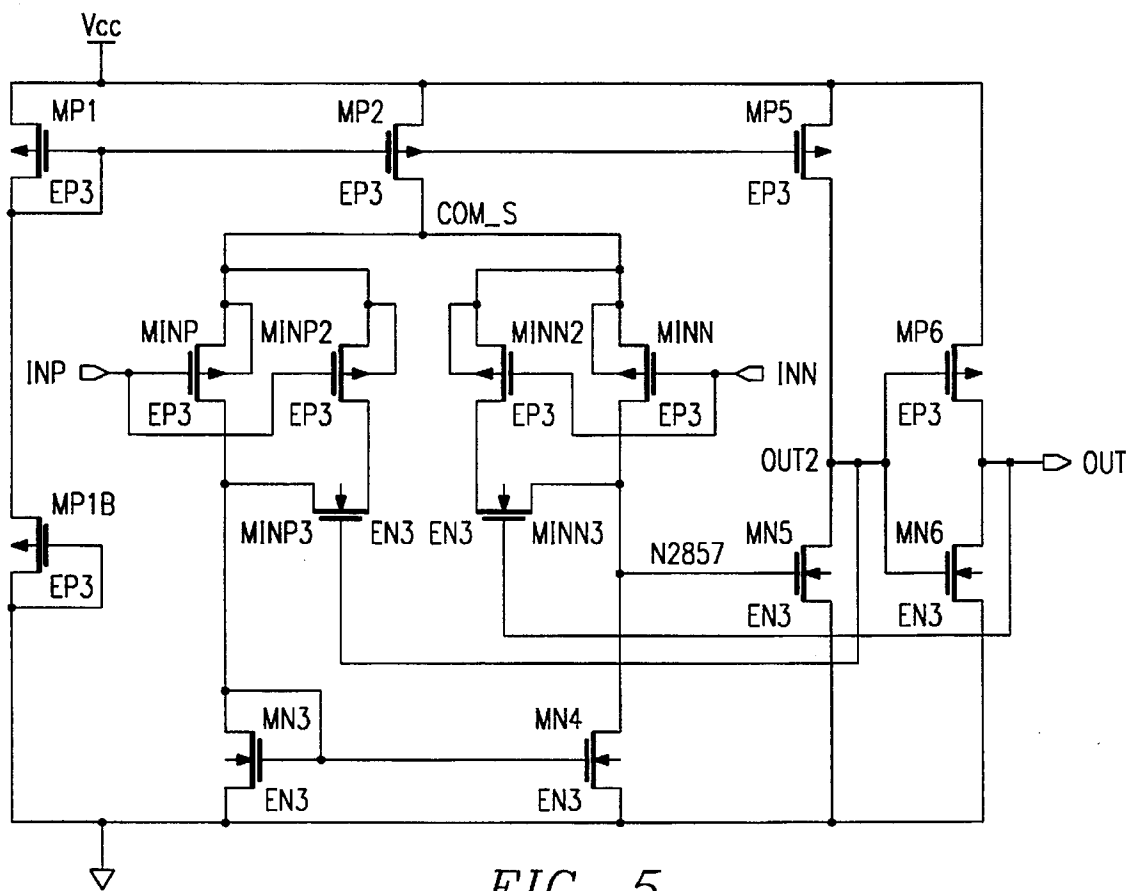 Vcc
MP1
MP2
MP5
EP3
EP3
EP3
COM_S
MINP
MINP2
MINN2
MINN
MP6
INP
INN
EP3
EP3
EP3
EP3
EP3
OUT2
OUT
MP1B
MINP3
EN3
EN3
MINN3
MN5
MN6
N2857
EP3
EN3
EN3
MN3
MN4
EN3
EN3
FIG. 5